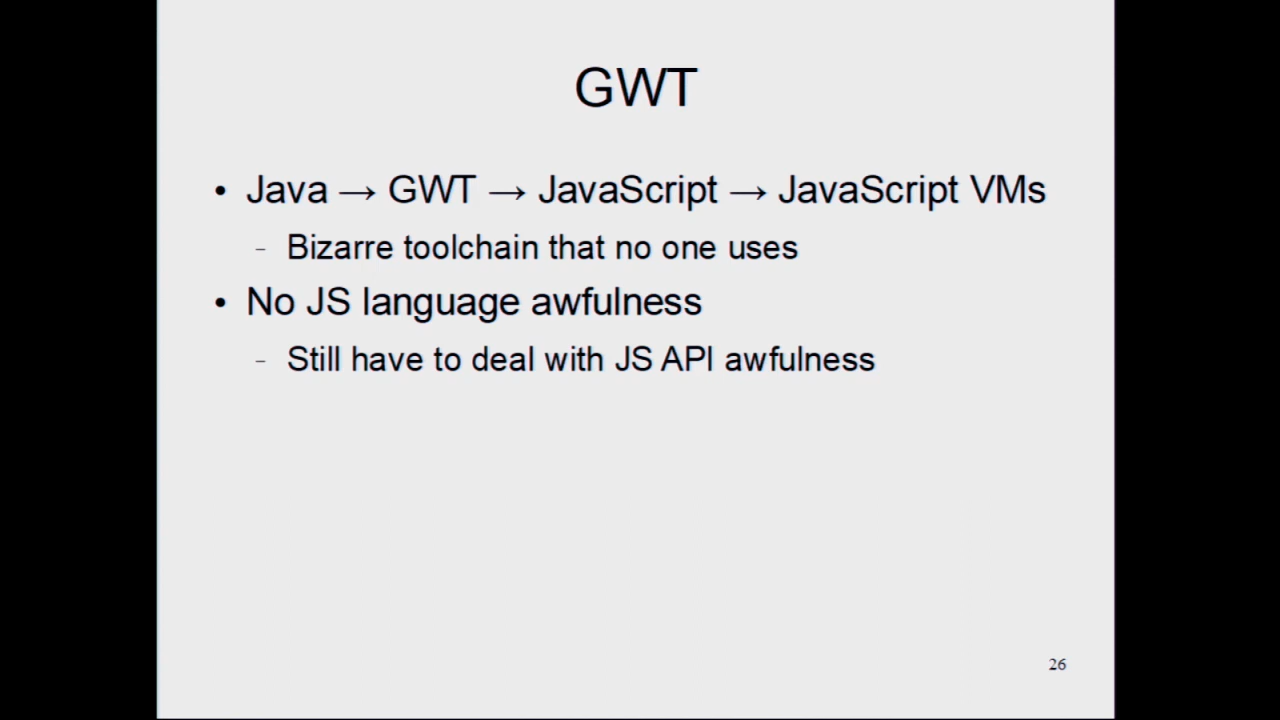 GWT
• Java → GWT → JavaScript → JavaScript VMs
– Bizarre toolchain that no one uses
• No JS language awfulness
– Still have to deal with JS API awfulness
26